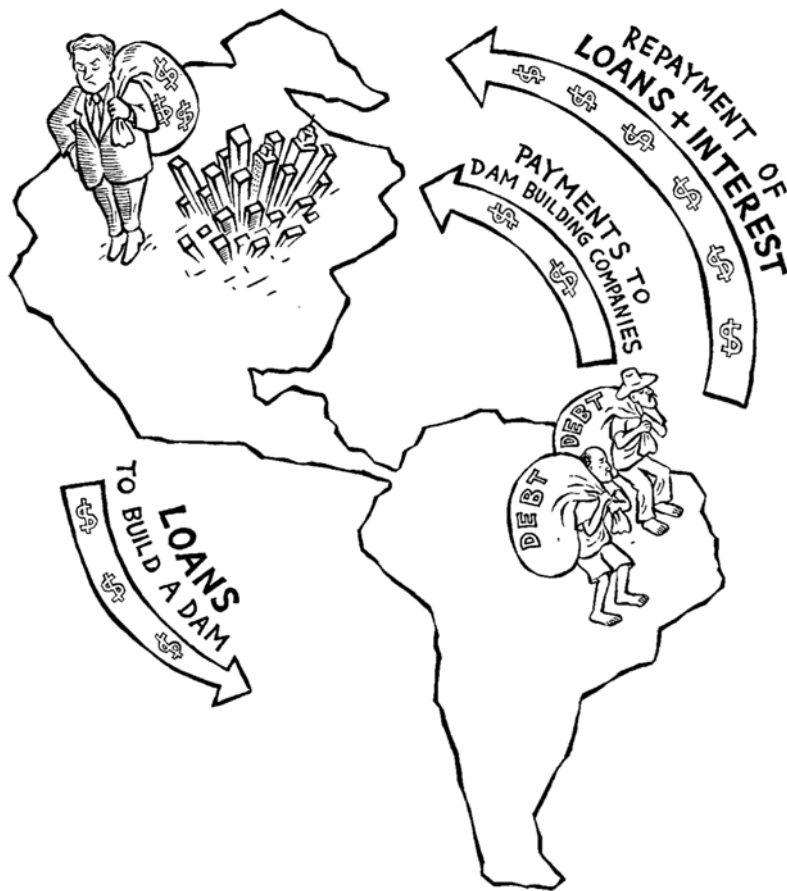 REPAYMENT OF
LOANS + INTEREST
$ $ $ $ $ $
PAYMENTS TO
DAM BUILDING COMPANIES
$ $
$
$ $
DEBT
DEBT
LOANS
TO BUILD A DAM
$ $ $